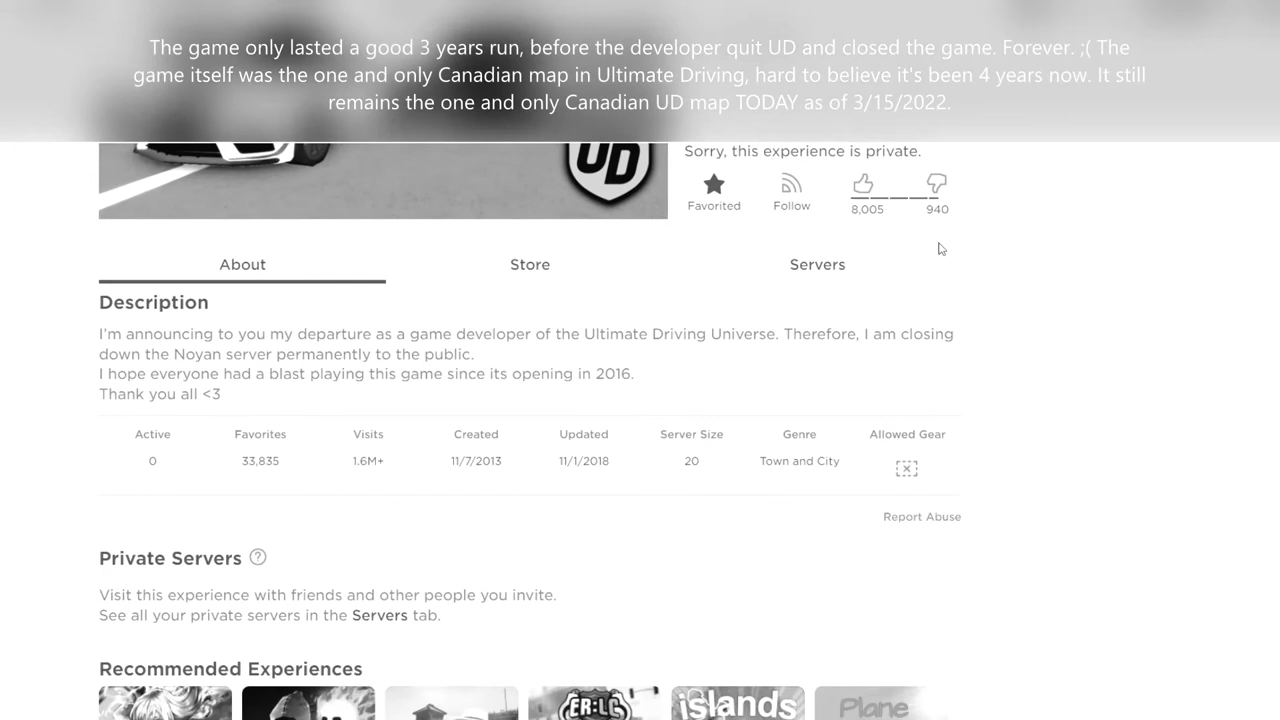 The game only lasted a good 3 years run, before the developer quit UD and closed the game. Forever. ;( The
game itself was the one and only Canadian map in Ultimate Driving, hard to believe it's been 4 years now. It still
remains the one and only Canadian UD map TODAY as of 3/15/2022.
UD
Sorry, this experience is private.
Favorited Follow 8,005 940
About Store Servers
Description
I'm announcing to you my departure as a game developer of the Ultimate Driving Universe. Therefore, I am closing
down the Noyan server permanently to the public.
I hope everyone had a blast playing this game since its opening in 2016.
Thank you all <3
Active Favorites Visits Created Updated Server Size Genre Allowed Gear
0 33,835 1.6M+ 11/7/2013 11/1/2018 20 Town and City
Report Abuse
Private Servers
Visit this experience with friends and other people you invite.
See all your private servers in the Servers tab.
Recommended Experiences
ER:LC
islands
Plane